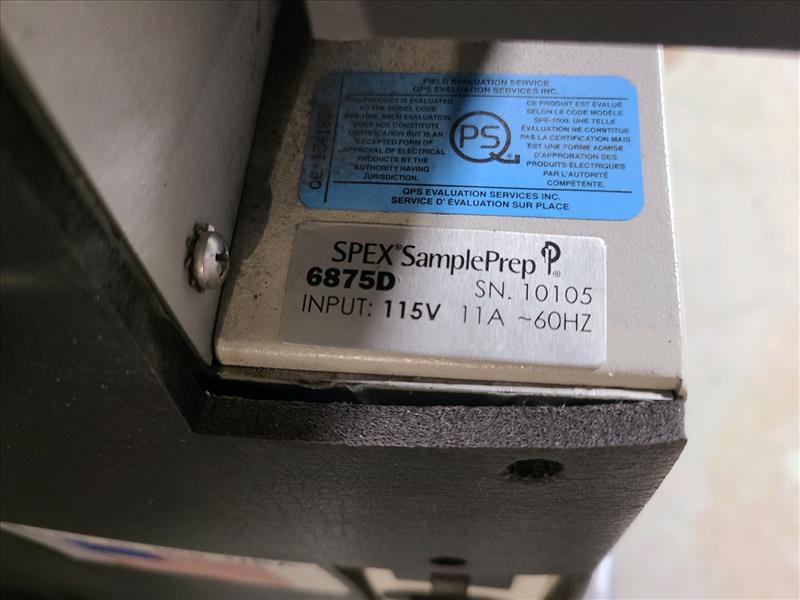 FIELD EVALUATION SERVICE
QPS EVALUATION SERVICES INC.
THIS PRODUCT IS EVALUATED
TO THE MODEL CODE
SPE-1000. SUCH EVALUATION
DOES NOT CONSTITUTE
CERTIFICATION BUT IS AN
ACCEPTED FORM OF
APPROVAL OF ELECTRICAL
PRODUCTS BY THE
AUTHORITY HAVING
JURISDICTION.
QPS
CE PRODUIT EST ÉVALUÉ
SELON LE CODE MODÈLE
SPE-1000. UNE TELLE
ÉVALUATION NE CONSTITUE
PAS LA CERTIFICATION MAIS
EST UNE FORME ADMISE
D'APPROBATION DES
PRODUITS ÉLECTRIQUES
PAR L'AUTORITÉ
COMPÉTENTE.
QPS EVALUATION SERVICES INC.
SERVICE D' ÉVALUATION SUR PLACE
SPEX® SamplePrep ®
6875D SN. 10105
INPUT: 115V 11A ~60HZ